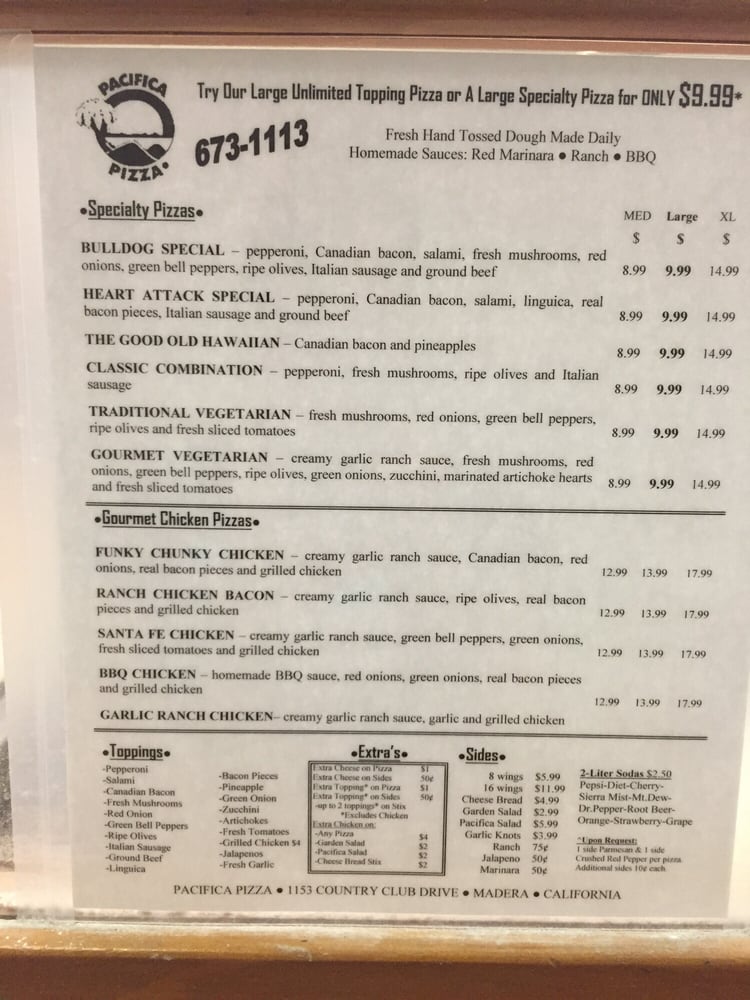 PACIFICA
PIZZA
Try Our Large Unlimited Topping Pizza or A Large Specialty Pizza for ONLY $9.99*
673-1113
Fresh Hand Tossed Dough Made Daily
Homemade Sauces: Red Marinara ● Ranch ● BBQ
•Specialty Pizzas•
MED Large XL
$ $ $
BULLDOG SPECIAL – pepperoni, Canadian bacon, salami, fresh mushrooms, red
onions, green bell peppers, ripe olives, Italian sausage and ground beef 8.99 9.99 14.99
HEART ATTACK SPECIAL – pepperoni, Canadian bacon, salami, linguica, real
bacon pieces, Italian sausage and ground beef 8.99 9.99 14.99
THE GOOD OLD HAWAIIAN – Canadian bacon and pineapples 8.99 9.99 14.99
CLASSIC COMBINATION – pepperoni, fresh mushrooms, ripe olives and Italian
sausage 8.99 9.99 14.99
TRADITIONAL VEGETARIAN – fresh mushrooms, red onions, green bell peppers,
ripe olives and fresh sliced tomatoes 8.99 9.99 14.99
GOURMET VEGETARIAN – creamy garlic ranch sauce, fresh mushrooms, red
onions, green bell peppers, ripe olives, green onions, zucchini, marinated artichoke hearts
and fresh sliced tomatoes 8.99 9.99 14.99
•Gourmet Chicken Pizzas•
FUNKY CHUNKY CHICKEN – creamy garlic ranch sauce, Canadian bacon, red
onions, real bacon pieces and grilled chicken 12.99 13.99 17.99
RANCH CHICKEN BACON – creamy garlic ranch sauce, ripe olives, real bacon
pieces and grilled chicken 12.99 13.99 17.99
SANTA FE CHICKEN – creamy garlic ranch sauce, green bell peppers, green onions,
fresh sliced tomatoes and grilled chicken 12.99 13.99 17.99
BBQ CHICKEN – homemade BBQ sauce, red onions, green onions, real bacon pieces
and grilled chicken
12.99 13.99 17.99
GARLIC RANCH CHICKEN– creamy garlic ranch sauce, garlic and grilled chicken
•Toppings•
-Pepperoni
-Salami
-Canadian Bacon
-Fresh Mushrooms
-Red Onion
-Green Bell Peppers
-Ripe Olives
-Italian Sausage
-Ground Beef
-Linguica
-Bacon Pieces
-Pineapple
-Green Onion
-Zucchini
-Artichokes
-Fresh Tomatoes
-Grilled Chicken $4
-Jalapenos
-Fresh Garlic
•Extra's•
Extra Cheese on Pizza $1
Extra Cheese on Sides 50¢
Extra Topping* on Pizza $1
Extra Topping* on Sides 50¢
-up to 2 toppings* on Stix
*Excludes Chicken
Extra Chicken on:
-Any Pizza $4
-Garden Salad $2
-Pacifica Salad $2
-Cheese Bread Stix $2
•Sides•
8 wings $5.99
16 wings $11.99
Cheese Bread $4.99
Garden Salad $2.99
Pacifica Salad $5.99
Garlic Knots $3.99
Ranch 75¢
Jalapeno 50¢
Marinara 50¢
2-Liter Sodas $2.50
Pepsi-Diet-Cherry-
Sierra Mist-Mt.Dew-
Dr.Pepper-Root Beer-
Orange-Strawberry-Grape
^Upon Request:
1 side Parmesan & 1 side
Crushed Red Pepper per pizza.
Additional sides 10¢ each.
PACIFICA PIZZA ● 1153 COUNTRY CLUB DRIVE ● MADERA ● CALIFORNIA